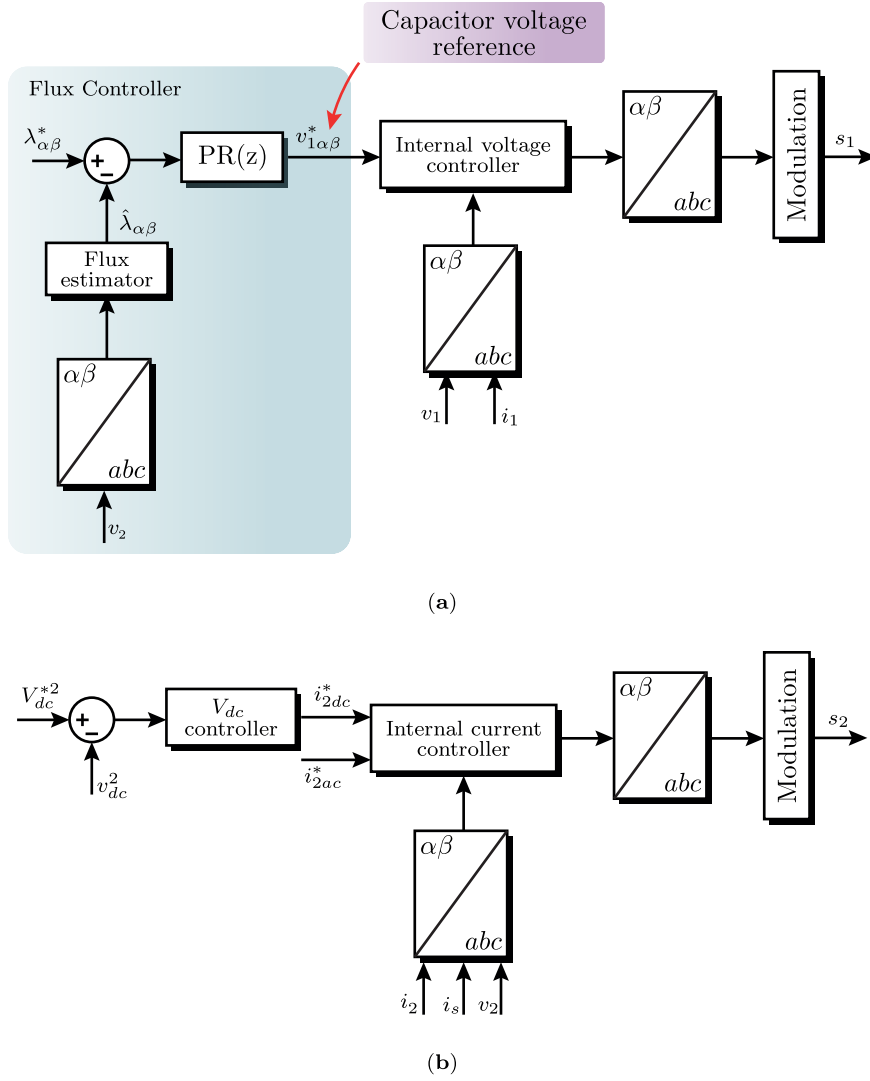 Capacitor voltage
reference
Flux Controller
λ*αβ
+
−
PR(z)
v*1αβ
Internal voltage
controller
αβ
abc
Modulation
s1
λ̂αβ
Flux
estimator
αβ
abc
v2
αβ
abc
v1
i1
(a)
V*2dc
+
−
v2dc
Vdc
controller
i*2dc
i*2ac
Internal current
controller
αβ
abc
Modulation
s2
αβ
abc
i2
is
v2
(b)